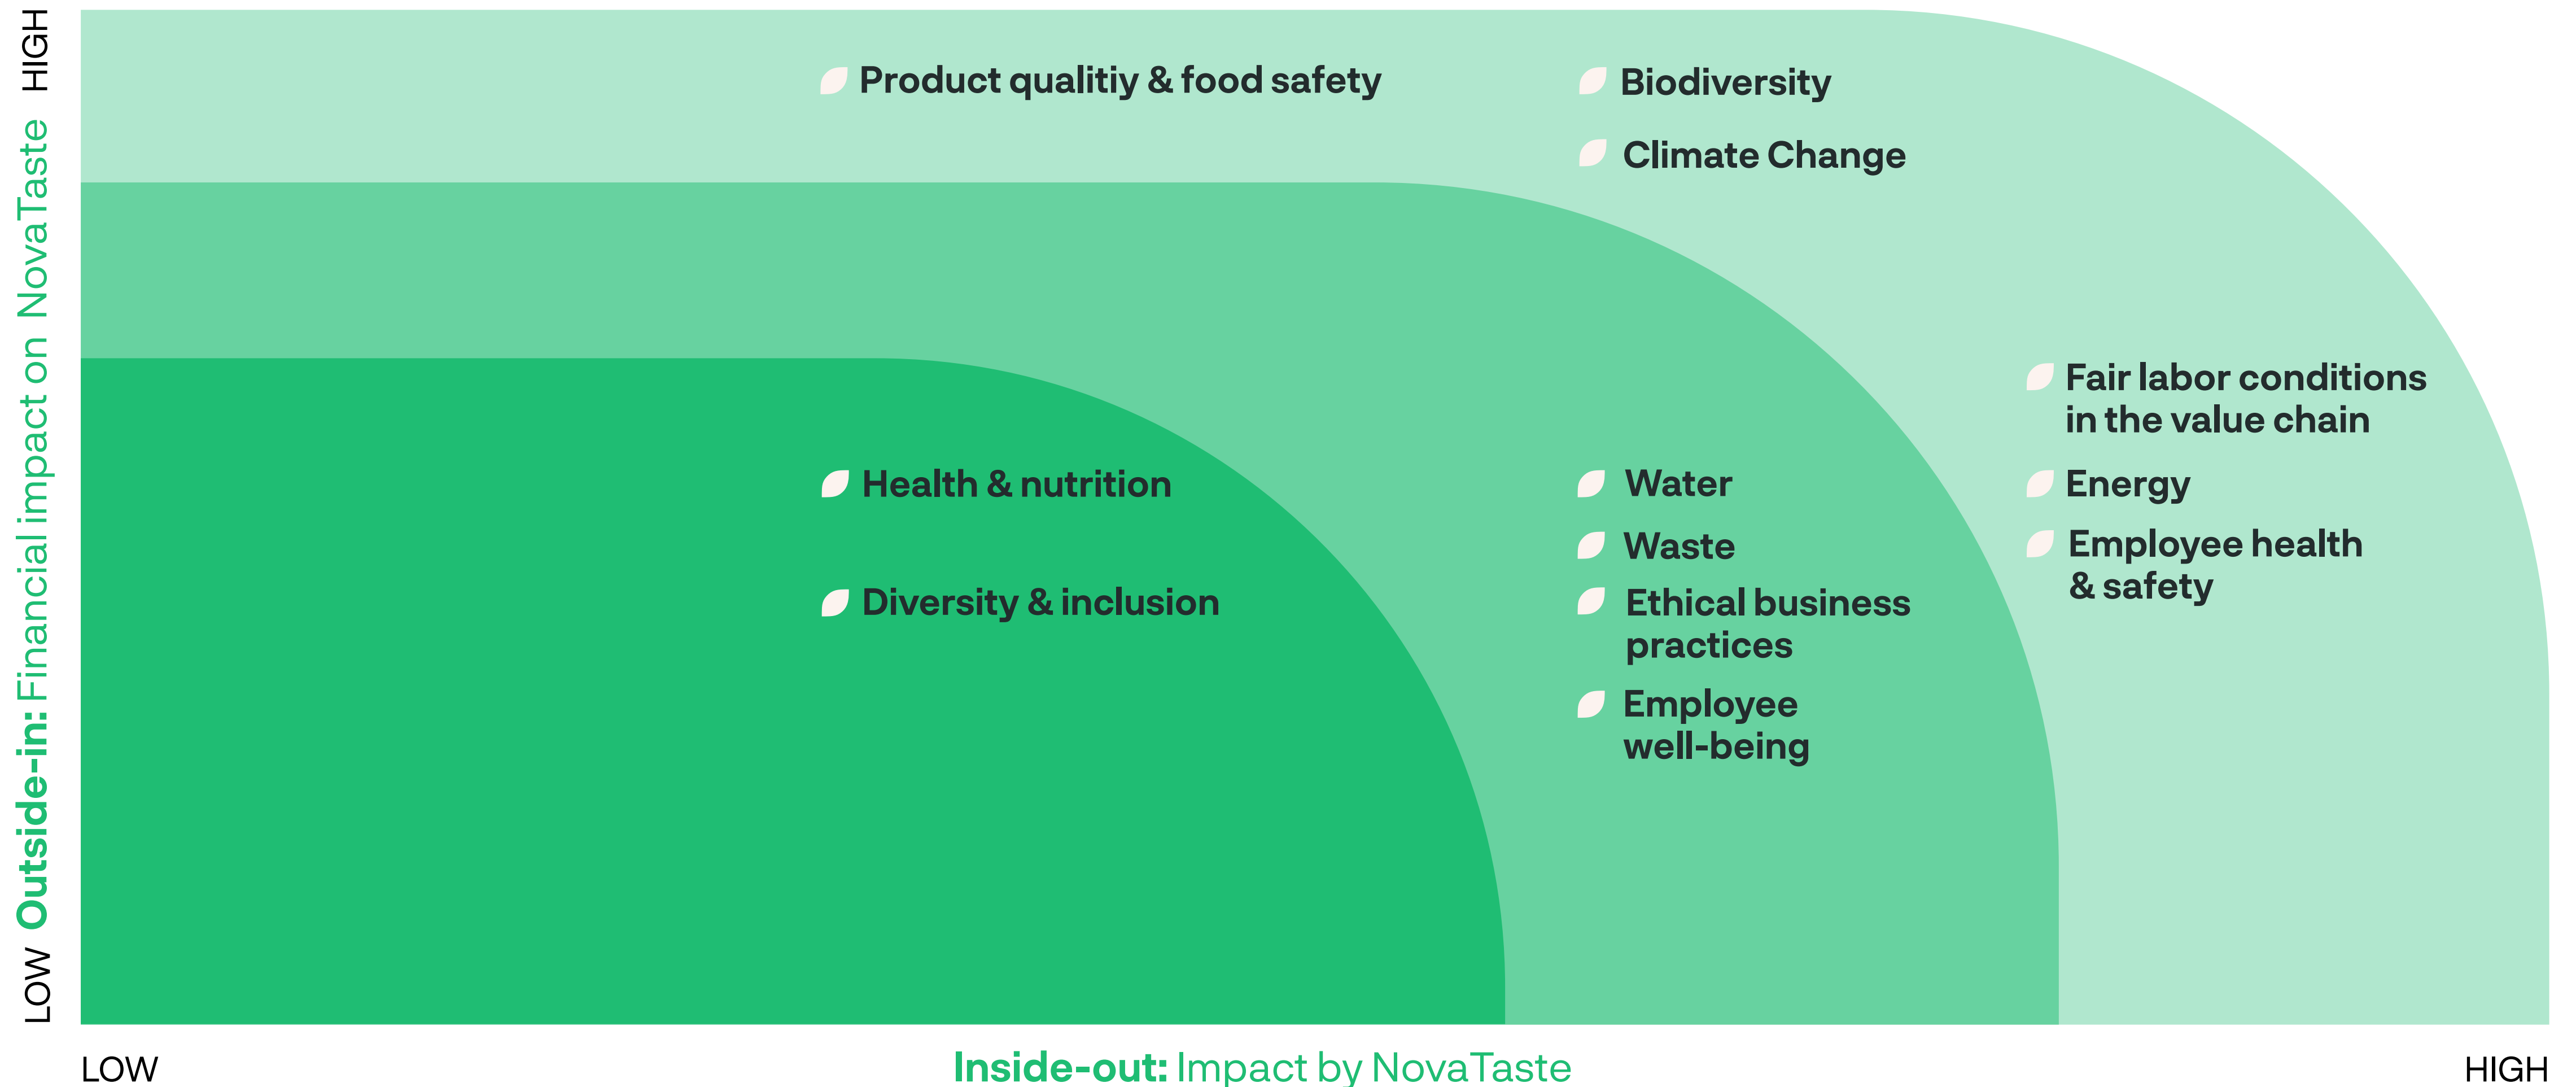 HIGH
Outside-in: Financial impact on NovaTaste
LOW
Product qualitiy & food safety
Biodiversity
Climate Change
Fair labor conditions
in the value chain
Health & nutrition
Water
Energy
Waste
Employee health
& safety
Diversity & inclusion
Ethical business
practices
Employee
well-being
LOW
Inside-out: Impact by NovaTaste
HIGH